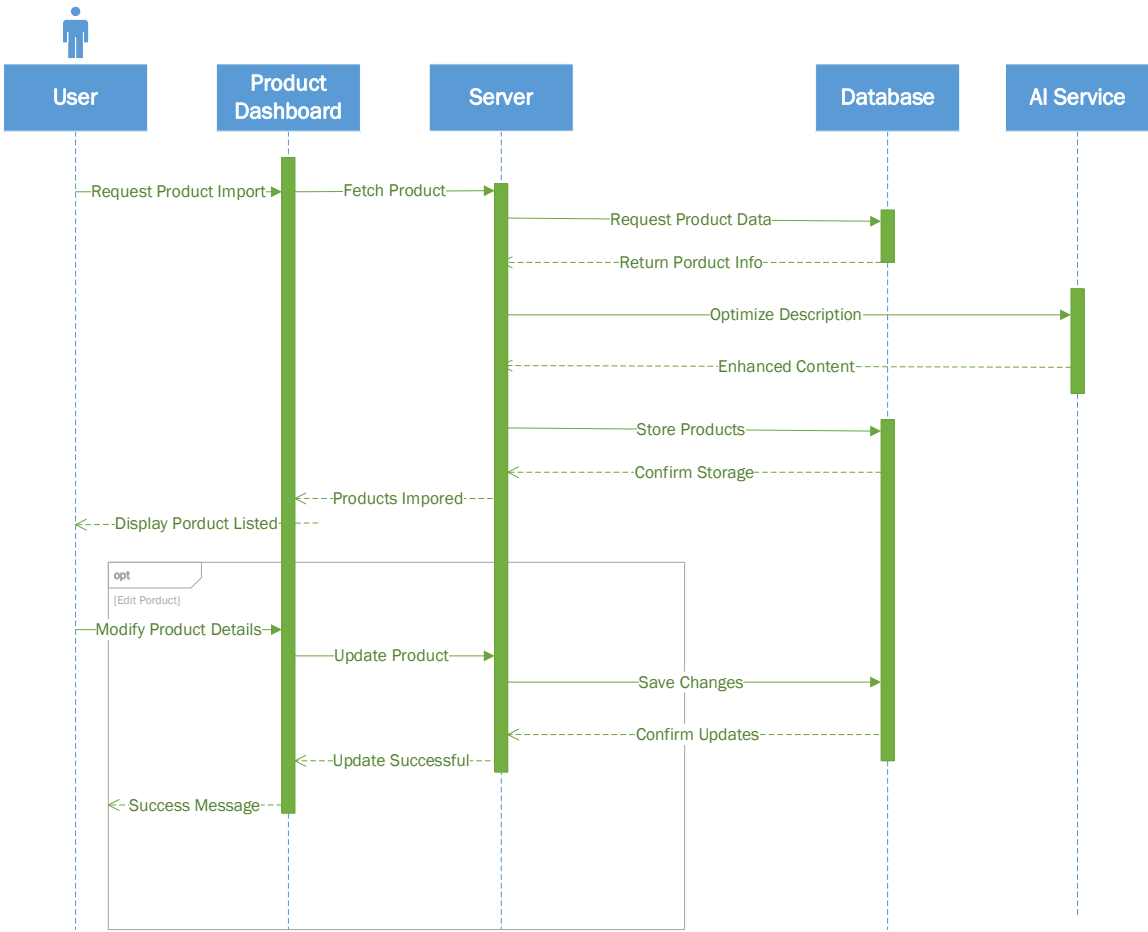 User
Product
Dashboard
Server
Database
AI Service
Request Product Import
Fetch Product
Request Product Data
Return Porduct Info
Optimize Description
Enhanced Content
Store Products
Confirm Storage
Products Impored
Display Porduct Listed
opt
[Edit Porduct]
Modify Product Details
Update Product
Save Changes
Confirm Updates
Update Successful
Success Message